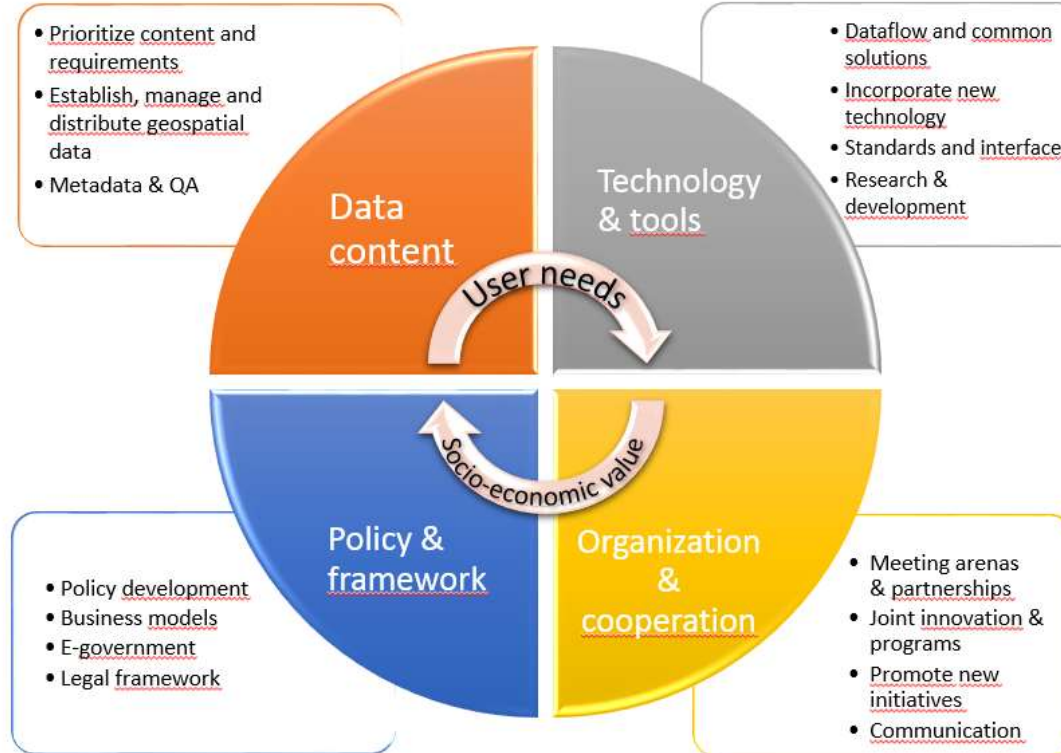 • Prioritize content and
requirements
• Establish, manage and
distribute geospatial
data
• Metadata & QA
• Dataflow and common
solutions
• Incorporate new
technology
• Standards and interface
• Research &
development
Data
content
Technology
& tools
User needs
Socio-economic value
Policy &
framework
Organization
&
cooperation
• Policy development
• Business models
• E-government
• Legal framework
• Meeting arenas
& partnerships
• Joint innovation &
programs
• Promote new
initiatives
• Communication